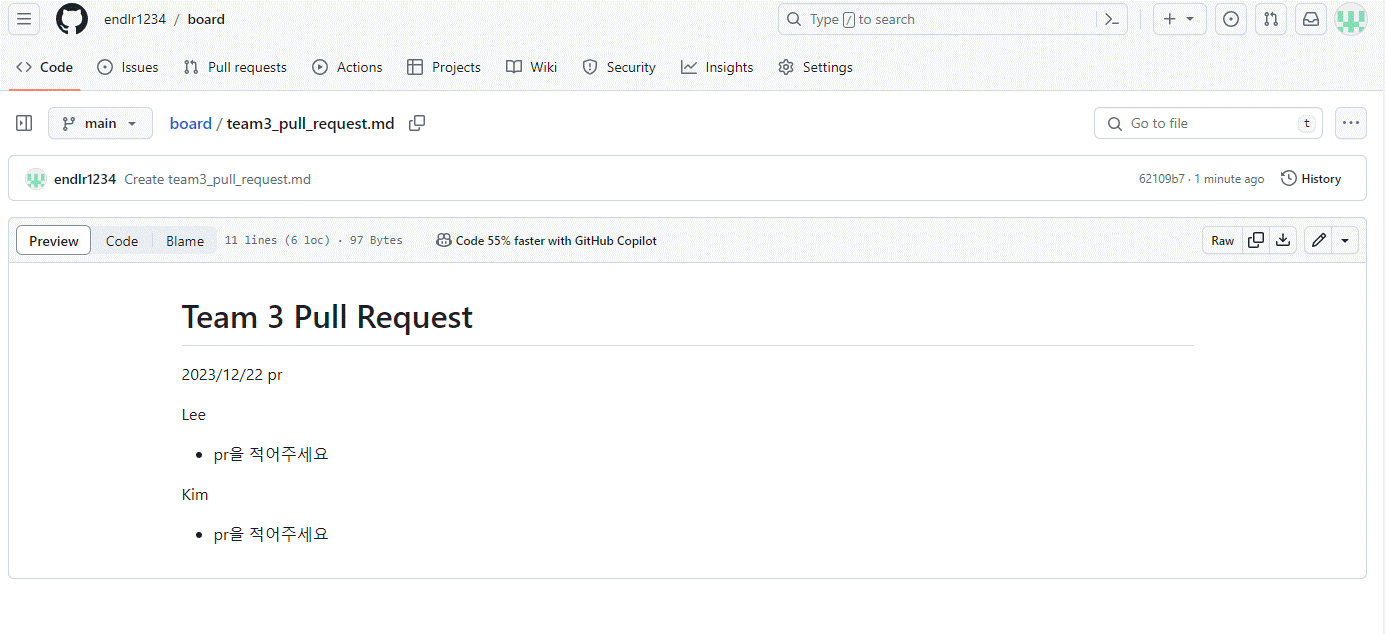 endlr1234 / board
Type / to search
Code
Issues
Pull requests
Actions
Projects
Wiki
Security
Insights
Settings
main
board / team3_pull_request.md
Go to file
t
endlr1234 Create team3_pull_request.md
62109b7 · 1 minute ago
History
Preview
Code
Blame
11 lines (6 loc) · 97 Bytes
Code 55% faster with GitHub Copilot
Raw
Team 3 Pull Request
2023/12/22 pr
Lee
• pr을 적어주세요
Kim
• pr을 적어주세요